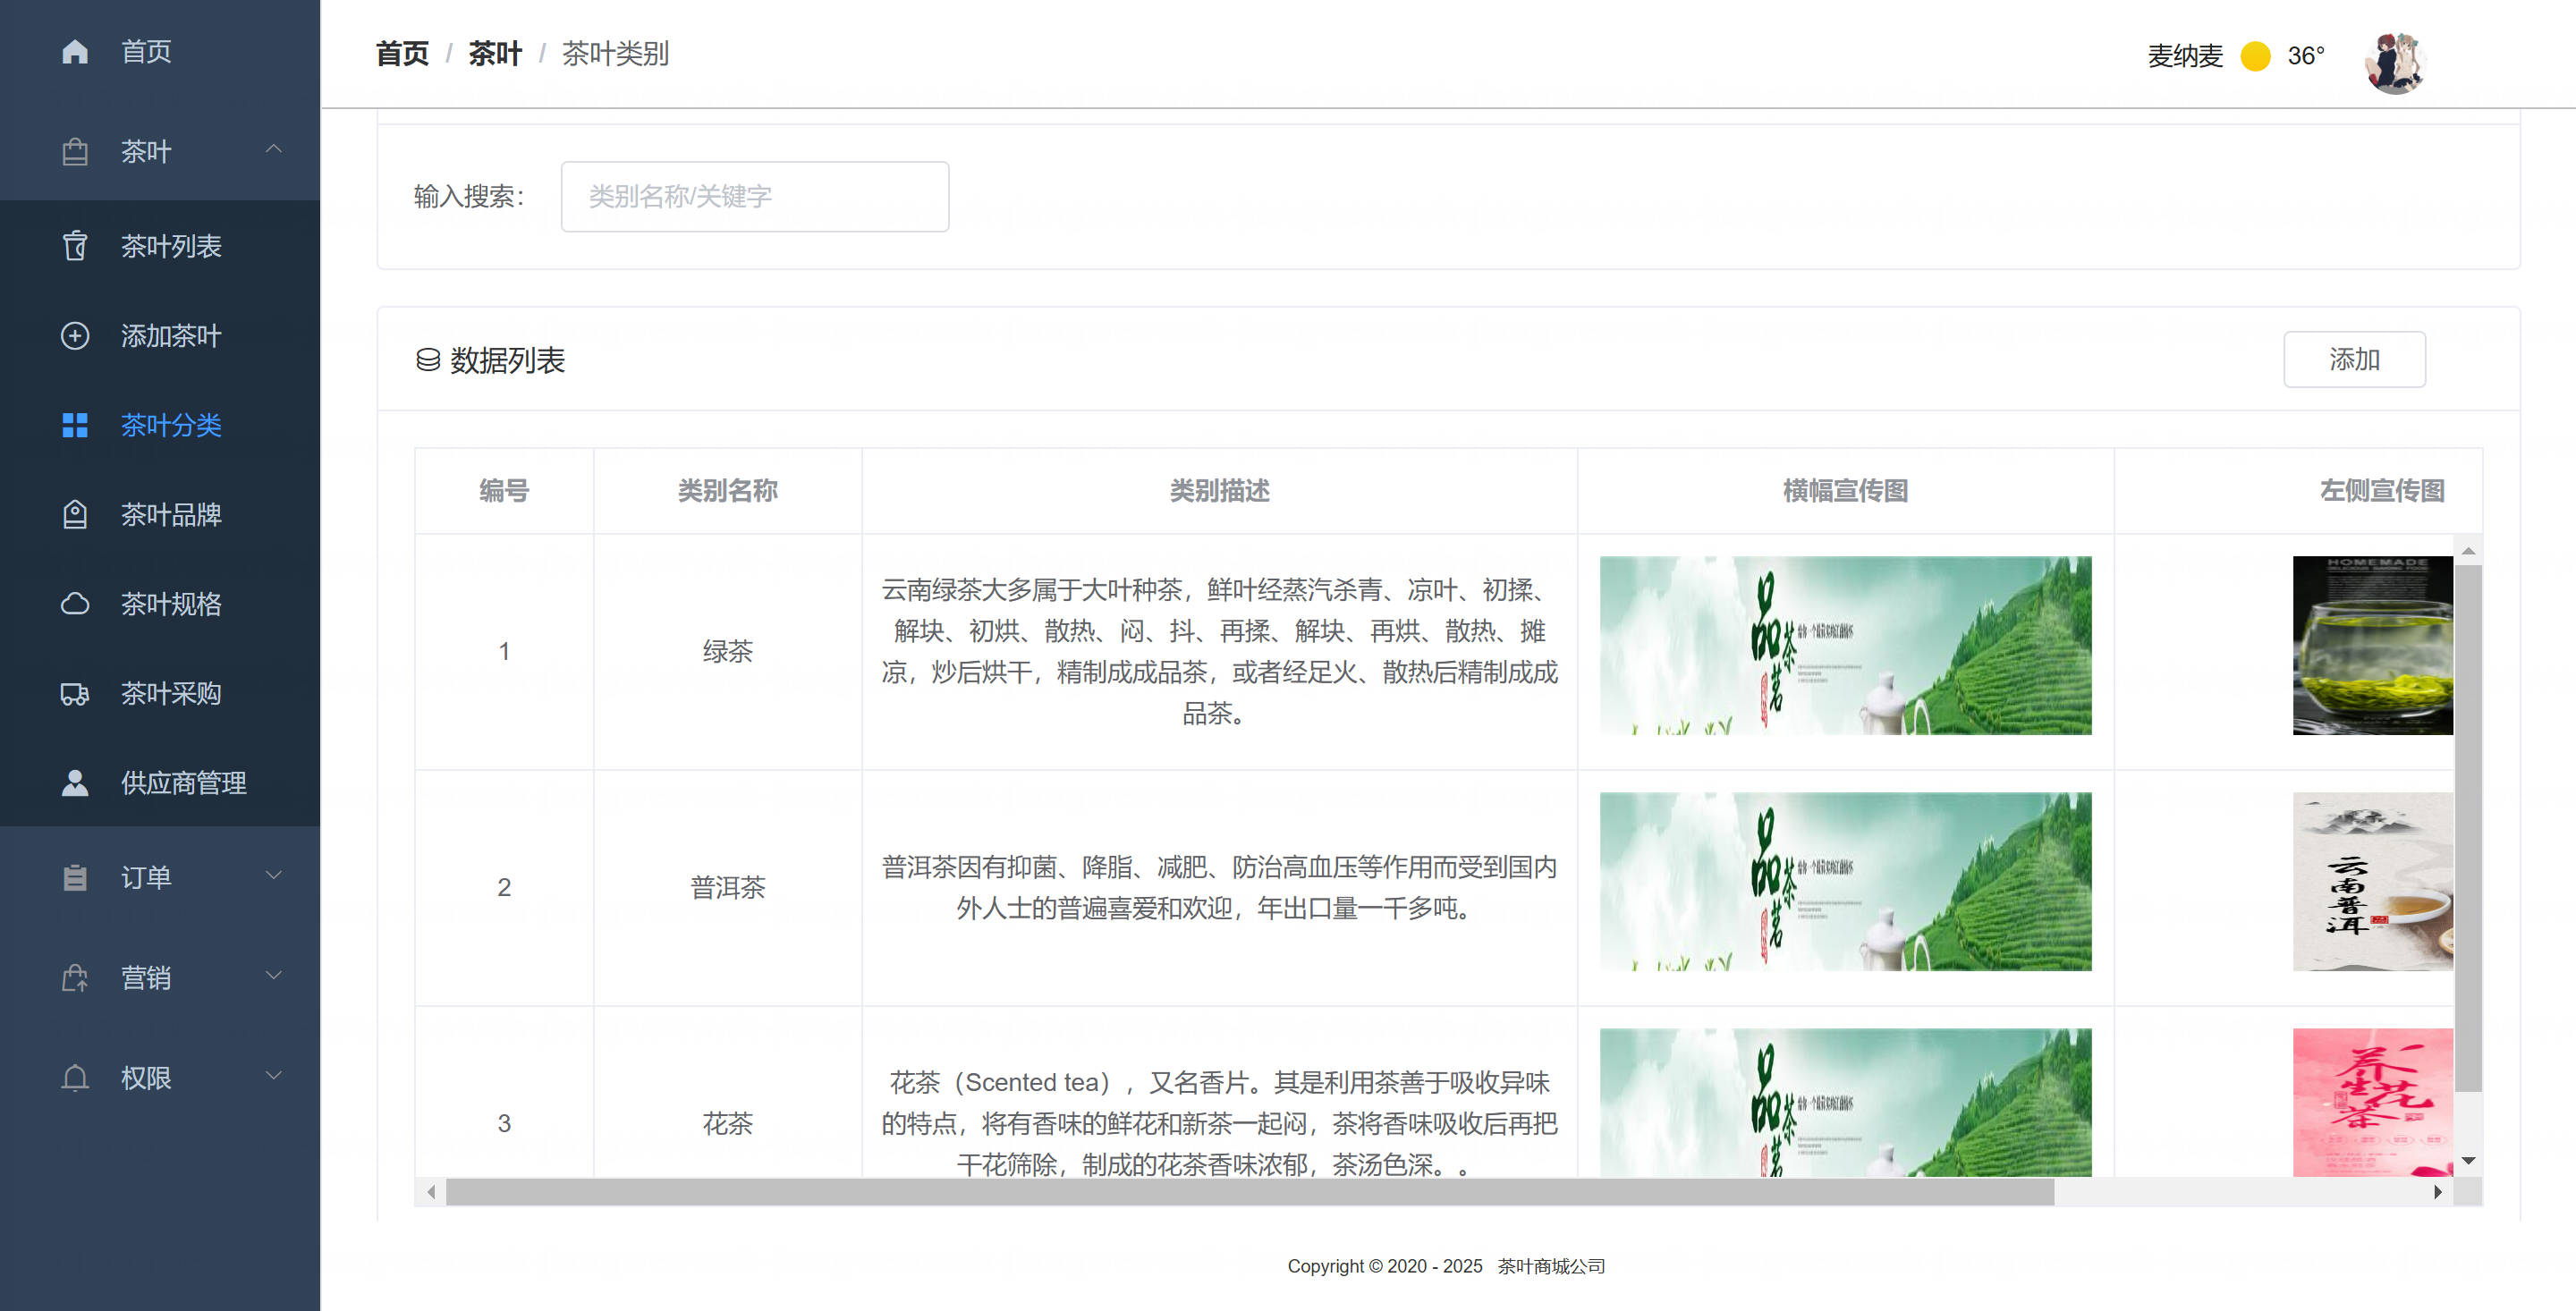 首页
茶叶
茶叶列表
添加茶叶
茶叶分类
茶叶品牌
茶叶规格
茶叶采购
供应商管理
订单
营销
权限
首页 / 茶叶 / 茶叶类别
麦纳麦 36°
输入搜索： 类别名称/关键字
数据列表
添加
编号 类别名称 类别描述 横幅宣传图 左侧宣传图
1 绿茶
云南绿茶大多属于大叶种茶，鲜叶经蒸汽杀青、凉叶、初揉、
解块、初烘、散热、闷、抖、再揉、解块、再烘、散热、摊
凉，炒后烘干，精制成成品茶，或者经足火、散热后精制成成
品茶。
品茶茗
HOMEMADE
2 普洱茶
普洱茶因有抑菌、降脂、减肥、防治高血压等作用而受到国内
外人士的普遍喜爱和欢迎，年出口量一千多吨。
品茶茗
云南普洱
3 花茶
花茶（Scented tea），又名香片。其是利用茶善于吸收异味
的特点，将有香味的鲜花和新茶一起闷，茶将香味吸收后再把
干花筛除，制成的花茶香味浓郁，茶汤色深。。
品茶茗
养生花茶
Copyright © 2020 - 2025 茶叶商城公司